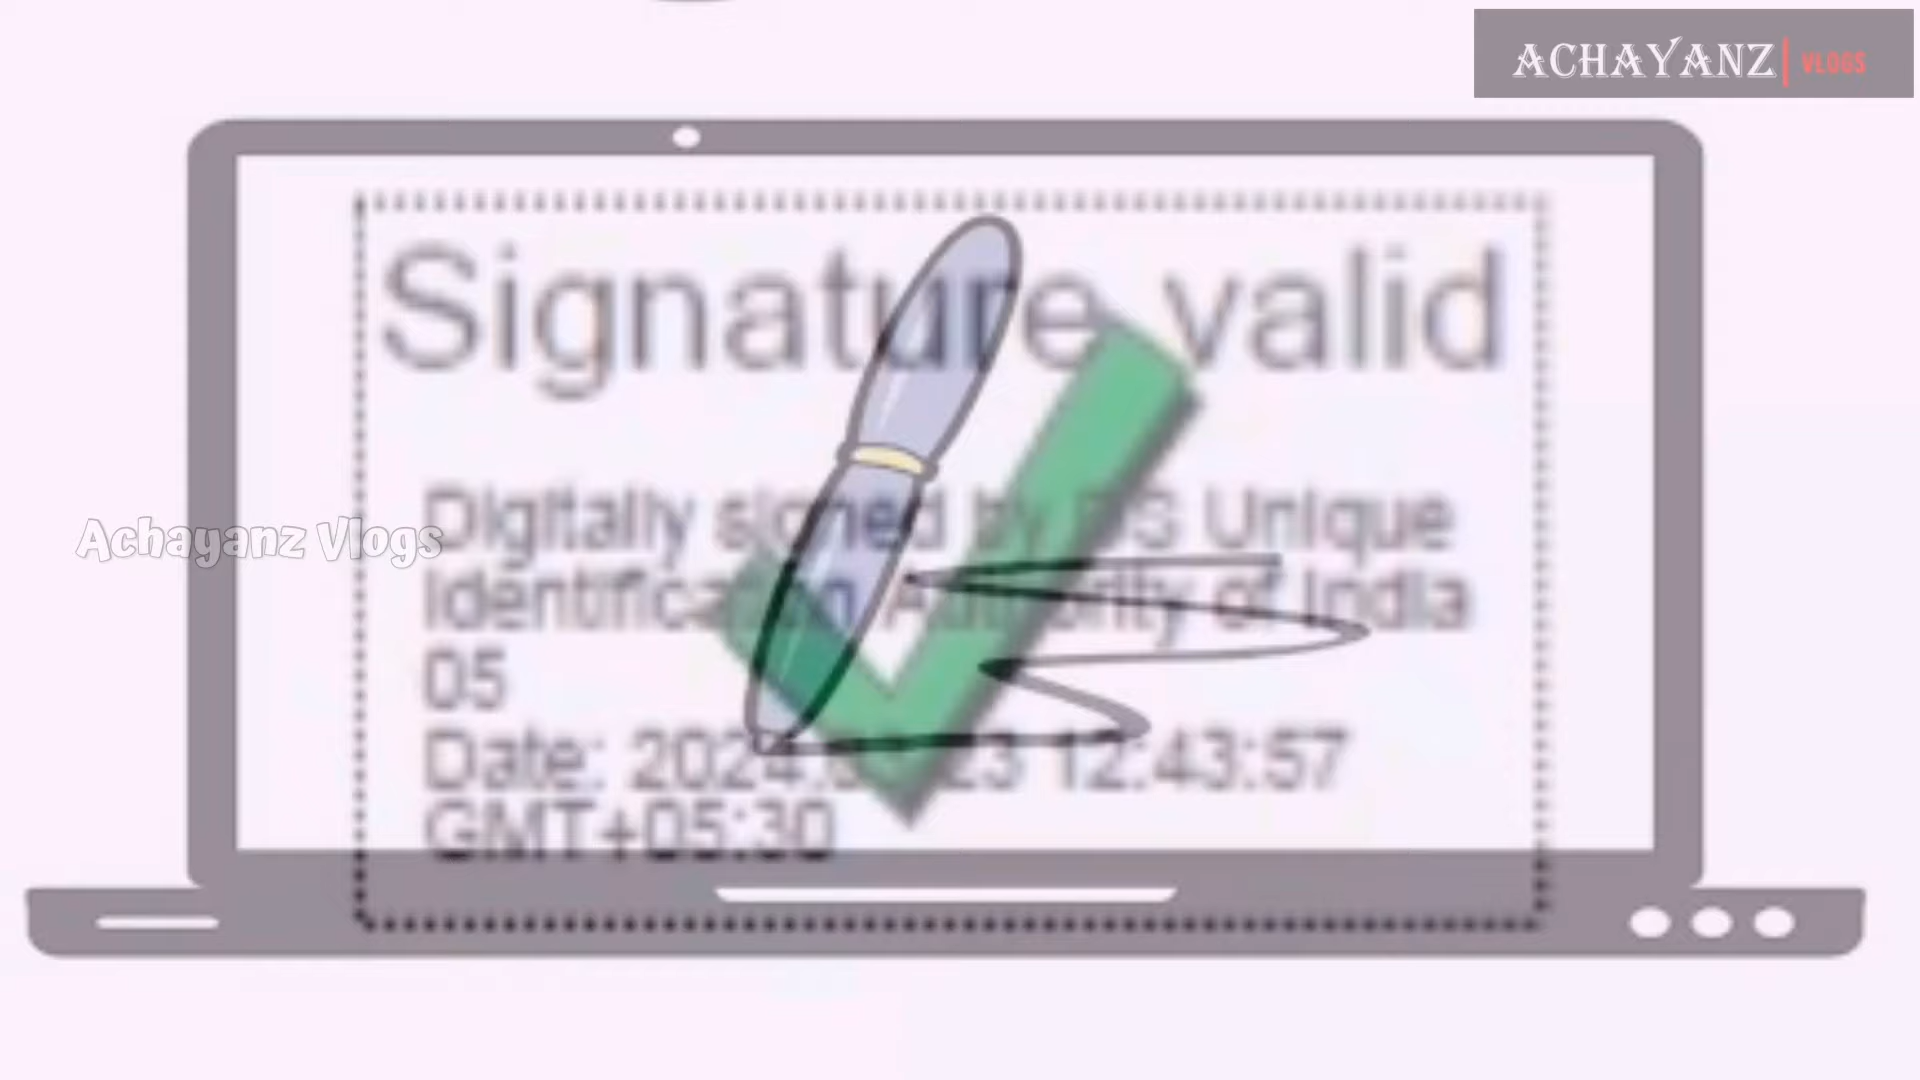 ACHAYANZ VLOGS
Signature valid
Digitally signed by DS Unique
Identification Authority of India
05
Date: 2024. 23 12:43:57
GMT+05:30
Achayanz Vlogs